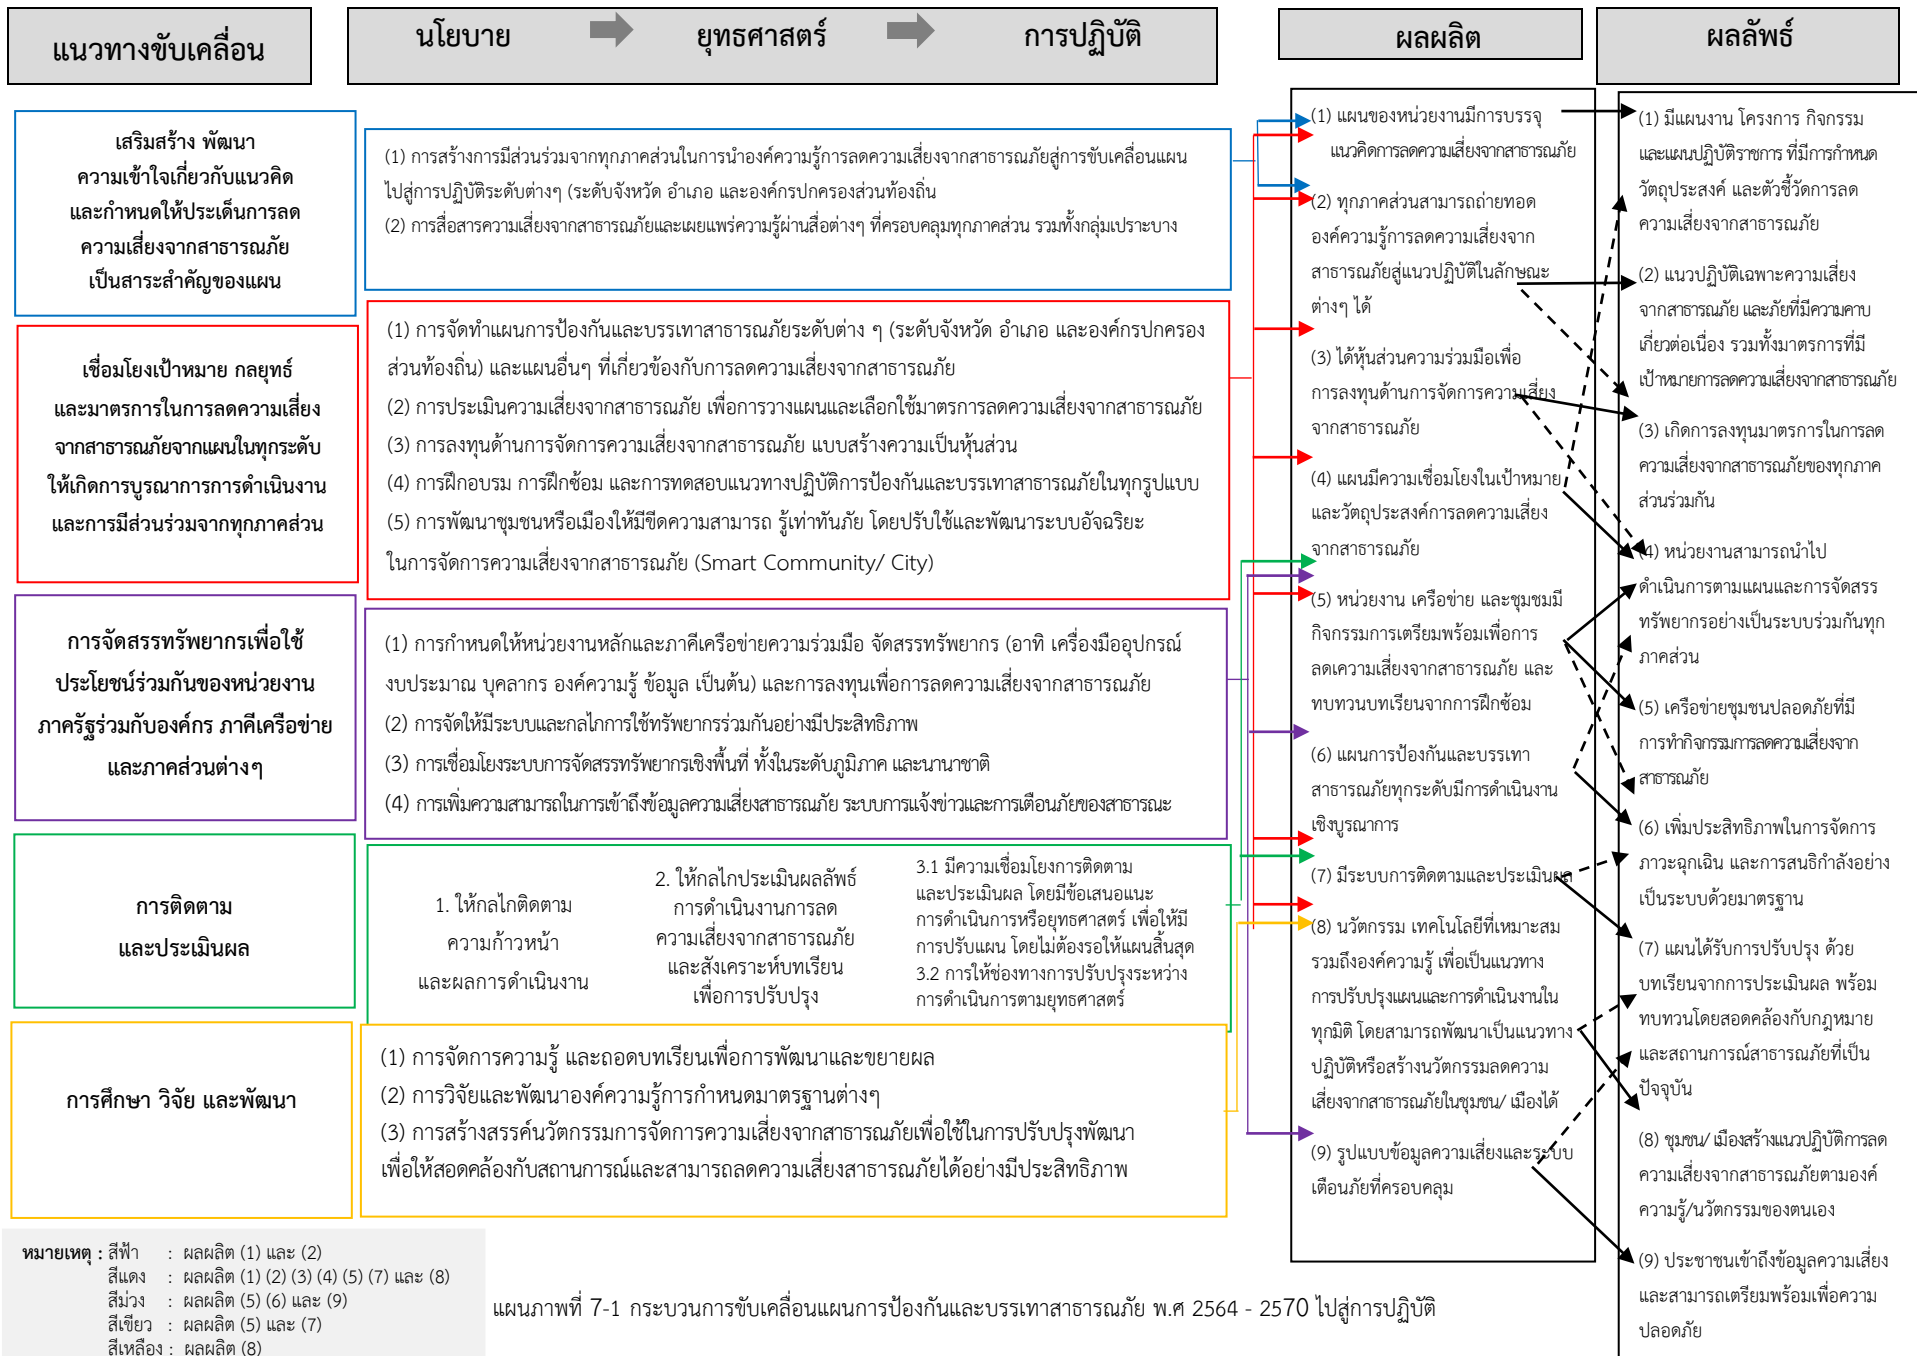 แนวทางขับเคลื่อน
นโยบาย
ยุทธศาสตร์
การปฏิบัติ
ผลผลิต
ผลลัพธ์
เสริมสร้าง พัฒนา
ความเข้าใจเกี่ยวกับแนวคิด
และกำหนดให้ประเด็นการลด
ความเสี่ยงจากสาธารณภัย
เป็นสาระสำคัญของแผน
(1) การสร้างการมีส่วนร่วมจากทุกภาคส่วนในการนำองค์ความรู้การลดความเสี่ยงจากสาธารณภัยสู่การขับเคลื่อนแผน
ไปสู่การปฏิบัติระดับต่างๆ (ระดับจังหวัด อำเภอ และองค์กรปกครองส่วนท้องถิ่น
(2) การสื่อสารความเสี่ยงจากสาธารณภัยและเผยแพร่ความรู้ผ่านสื่อต่างๆ ที่ครอบคลุมทุกภาคส่วน รวมทั้งกลุ่มเปราะบาง
เชื่อมโยงเป้าหมาย กลยุทธ์
และมาตรการในการลดความเสี่ยง
จากสาธารณภัยจากแผนในทุกระดับ
ให้เกิดการบูรณาการการดำเนินงาน
และการมีส่วนร่วมจากทุกภาคส่วน
(1) การจัดทำแผนการป้องกันและบรรเทาสาธารณภัยระดับต่าง ๆ (ระดับจังหวัด อำเภอ และองค์กรปกครอง
ส่วนท้องถิ่น) และแผนอื่นๆ ที่เกี่ยวข้องกับการลดความเสี่ยงจากสาธารณภัย
(2) การประเมินความเสี่ยงจากสาธารณภัย เพื่อการวางแผนและเลือกใช้มาตรการลดความเสี่ยงจากสาธารณภัย
(3) การลงทุนด้านการจัดการความเสี่ยงจากสาธารณภัย แบบสร้างความเป็นหุ้นส่วน
(4) การฝึกอบรม การฝึกซ้อม และการทดสอบแนวทางปฏิบัติการป้องกันและบรรเทาสาธารณภัยในทุกรูปแบบ
(5) การพัฒนาชุมชนหรือเมืองให้มีขีดความสามารถ รู้เท่าทันภัย โดยปรับใช้และพัฒนาระบบอัจฉริยะ
ในการจัดการความเสี่ยงจากสาธารณภัย (Smart Community/ City)
การจัดสรรทรัพยากรเพื่อใช้
ประโยชน์ร่วมกันของหน่วยงาน
ภาครัฐร่วมกับองค์กร ภาคีเครือข่าย
และภาคส่วนต่างๆ
(1) การกำหนดให้หน่วยงานหลักและภาคีเครือข่ายความร่วมมือ จัดสรรทรัพยากร (อาทิ เครื่องมืออุปกรณ์
งบประมาณ บุคลากร องค์ความรู้ ข้อมูล เป็นต้น) และการลงทุนเพื่อการลดความเสี่ยงจากสาธารณภัย
(2) การจัดให้มีระบบและกลไกการใช้ทรัพยากรร่วมกันอย่างมีประสิทธิภาพ
(3) การเชื่อมโยงระบบการจัดสรรทรัพยากรเชิงพื้นที่ ทั้งในระดับภูมิภาค และนานาชาติ
(4) การเพิ่มความสามารถในการเข้าถึงข้อมูลความเสี่ยงสาธารณภัย ระบบการแจ้งข่าวและการเตือนภัยของสาธารณะ
การติดตาม
และประเมินผล
1. ให้กลไกติดตาม
ความก้าวหน้า
และผลการดำเนินงาน
2. ให้กลไกประเมินผลลัพธ์
การดำเนินงานการลด
ความเสี่ยงจากสาธารณภัย
และสังเคราะห์บทเรียน
เพื่อการปรับปรุง
3.1 มีความเชื่อมโยงการติดตาม
และประเมินผล โดยมีข้อเสนอแนะ
การดำเนินการหรือยุทธศาสตร์ เพื่อให้มี
การปรับแผน โดยไม่ต้องรอให้แผนสิ้นสุด
3.2 การให้ช่องทางการปรับปรุงระหว่าง
การดำเนินการตามยุทธศาสตร์
การศึกษา วิจัย และพัฒนา
(1) การจัดการความรู้ และถอดบทเรียนเพื่อการพัฒนาและขยายผล
(2) การวิจัยและพัฒนาองค์ความรู้การกำหนดมาตรฐานต่างๆ
(3) การสร้างสรรค์นวัตกรรมการจัดการความเสี่ยงจากสาธารณภัยเพื่อใช้ในการปรับปรุงพัฒนา
เพื่อให้สอดคล้องกับสถานการณ์และสามารถลดความเสี่ยงสาธารณภัยได้อย่างมีประสิทธิภาพ
(1) แผนของหน่วยงานมีการบรรจุ
แนวคิดการลดความเสี่ยงจากสาธารณภัย
(2) ทุกภาคส่วนสามารถถ่ายทอด
องค์ความรู้การลดความเสี่ยงจาก
สาธารณภัยสู่แนวปฏิบัติในลักษณะ
ต่างๆ ได้
(3) ได้หุ้นส่วนความร่วมมือเพื่อ
การลงทุนด้านการจัดการความเสี่ยง
จากสาธารณภัย
(4) แผนมีความเชื่อมโยงในเป้าหมาย
และวัตถุประสงค์การลดความเสี่ยง
จากสาธารณภัย
(5) หน่วยงาน เครือข่าย และชุมชมมี
กิจกรรมการเตรียมพร้อมเพื่อการ
ลดเความเสี่ยงจากสาธารณภัย และ
ทบทวนบทเรียนจากการฝึกซ้อม
(6) แผนการป้องกันและบรรเทา
สาธารณภัยทุกระดับมีการดำเนินงาน
เชิงบูรณาการ
(7) มีระบบการติดตามและประเมินผล
(8) นวัตกรรม เทคโนโลยีที่เหมาะสม
รวมถึงองค์ความรู้ เพื่อเป็นแนวทาง
การปรับปรุงแผนและการดำเนินงานใน
ทุกมิติ โดยสามารถพัฒนาเป็นแนวทาง
ปฏิบัติหรือสร้างนวัตกรรมลดความ
เสี่ยงจากสาธารณภัยในชุมชน/ เมืองได้
(9) รูปแบบข้อมูลความเสี่ยงและระบบ
เตือนภัยที่ครอบคลุม
(1) มีแผนงาน โครงการ กิจกรรม
และแผนปฏิบัติราชการ ที่มีการกำหนด
วัตถุประสงค์ และตัวชี้วัดการลด
ความเสี่ยงจากสาธารณภัย
(2) แนวปฏิบัติเฉพาะความเสี่ยง
จากสาธารณภัย และภัยที่มีความคาบ
เกี่ยวต่อเนื่อง รวมทั้งมาตรการที่มี
เป้าหมายการลดความเสี่ยงจากสาธารณภัย
(3) เกิดการลงทุนมาตรการในการลด
ความเสี่ยงจากสาธารณภัยของทุกภาค
ส่วนร่วมกัน
(4) หน่วยงานสามารถนำไป
ดำเนินการตามแผนและการจัดสรร
ทรัพยากรอย่างเป็นระบบร่วมกันทุก
ภาคส่วน
(5) เครือข่ายชุมชนปลอดภัยที่มี
การทำกิจกรรมการลดความเสี่ยงจาก
สาธารณภัย
(6) เพิ่มประสิทธิภาพในการจัดการ
ภาวะฉุกเฉิน และการสนธิกำลังอย่าง
เป็นระบบด้วยมาตรฐาน
(7) แผนได้รับการปรับปรุง ด้วย
บทเรียนจากการประเมินผล พร้อม
ทบทวนโดยสอดคล้องกับกฎหมาย
และสถานการณ์สาธารณภัยที่เป็น
ปัจจุบัน
(8) ชุมชน/ เมืองสร้างแนวปฏิบัติการลด
ความเสี่ยงจากสาธารณภัยตามองค์
ความรู้/นวัตกรรมของตนเอง
(9) ประชาชนเข้าถึงข้อมูลความเสี่ยง
และสามารถเตรียมพร้อมเพื่อความ
ปลอดภัย
หมายเหตุ : สีฟ้า : ผลผลิต (1) และ (2)
สีแดง : ผลผลิต (1) (2) (3) (4) (5) (7) และ (8)
สีม่วง : ผลผลิต (5) (6) และ (9)
สีเขียว : ผลผลิต (5) และ (7)
สีเหลือง : ผลผลิต (8)
แผนภาพที่ 7-1 กระบวนการขับเคลื่อนแผนการป้องกันและบรรเทาสาธารณภัย พ.ศ 2564 - 2570 ไปสู่การปฏิบัติ